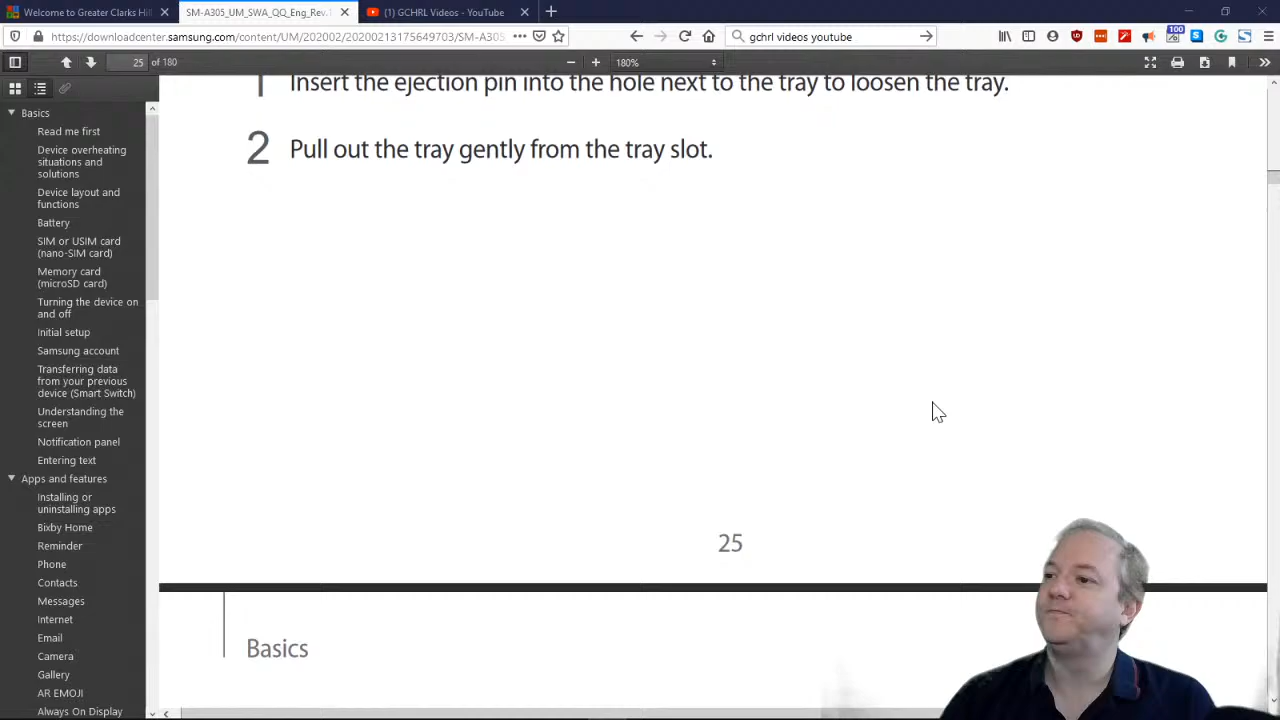 Welcome to Greater Clarks Hill
SM-A305_UM_SWA_QQ_Eng_Rev.
(1) GCHRL Videos - YouTube
https://downloadcenter.samsung.com/content/UM/202002/20200213175649703/SM-A305
gchrl videos youtube
100
25 of 180
180%
Basics
Read me first
Device overheating
situations and
solutions
Device layout and
functions
Battery
SIM or USIM card
(nano-SIM card)
Memory card
(microSD card)
Turning the device on
and off
Initial setup
Samsung account
Transferring data
from your previous
device (Smart Switch)
Understanding the
screen
Notification panel
Entering text
Apps and features
Installing or
uninstalling apps
Bixby Home
Reminder
Phone
Contacts
Messages
Internet
Email
Camera
Gallery
AR EMOJI
Always On Display
1 Insert the ejection pin into the hole next to the tray to loosen the tray.
2 Pull out the tray gently from the tray slot.
25
Basics